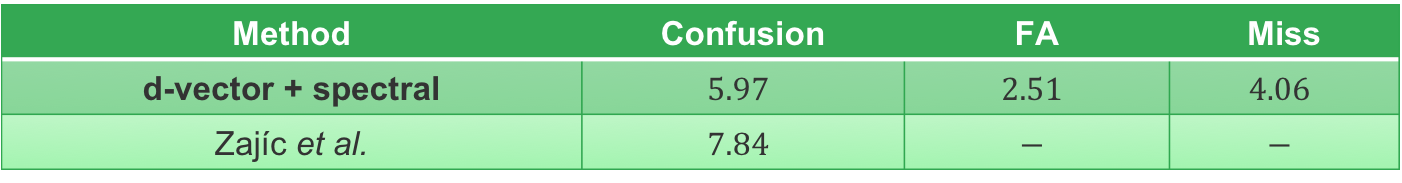 Method Confusion FA Miss
d-vector + spectral 5.97 2.51 4.06
Zajíc et al. 7.84 – –